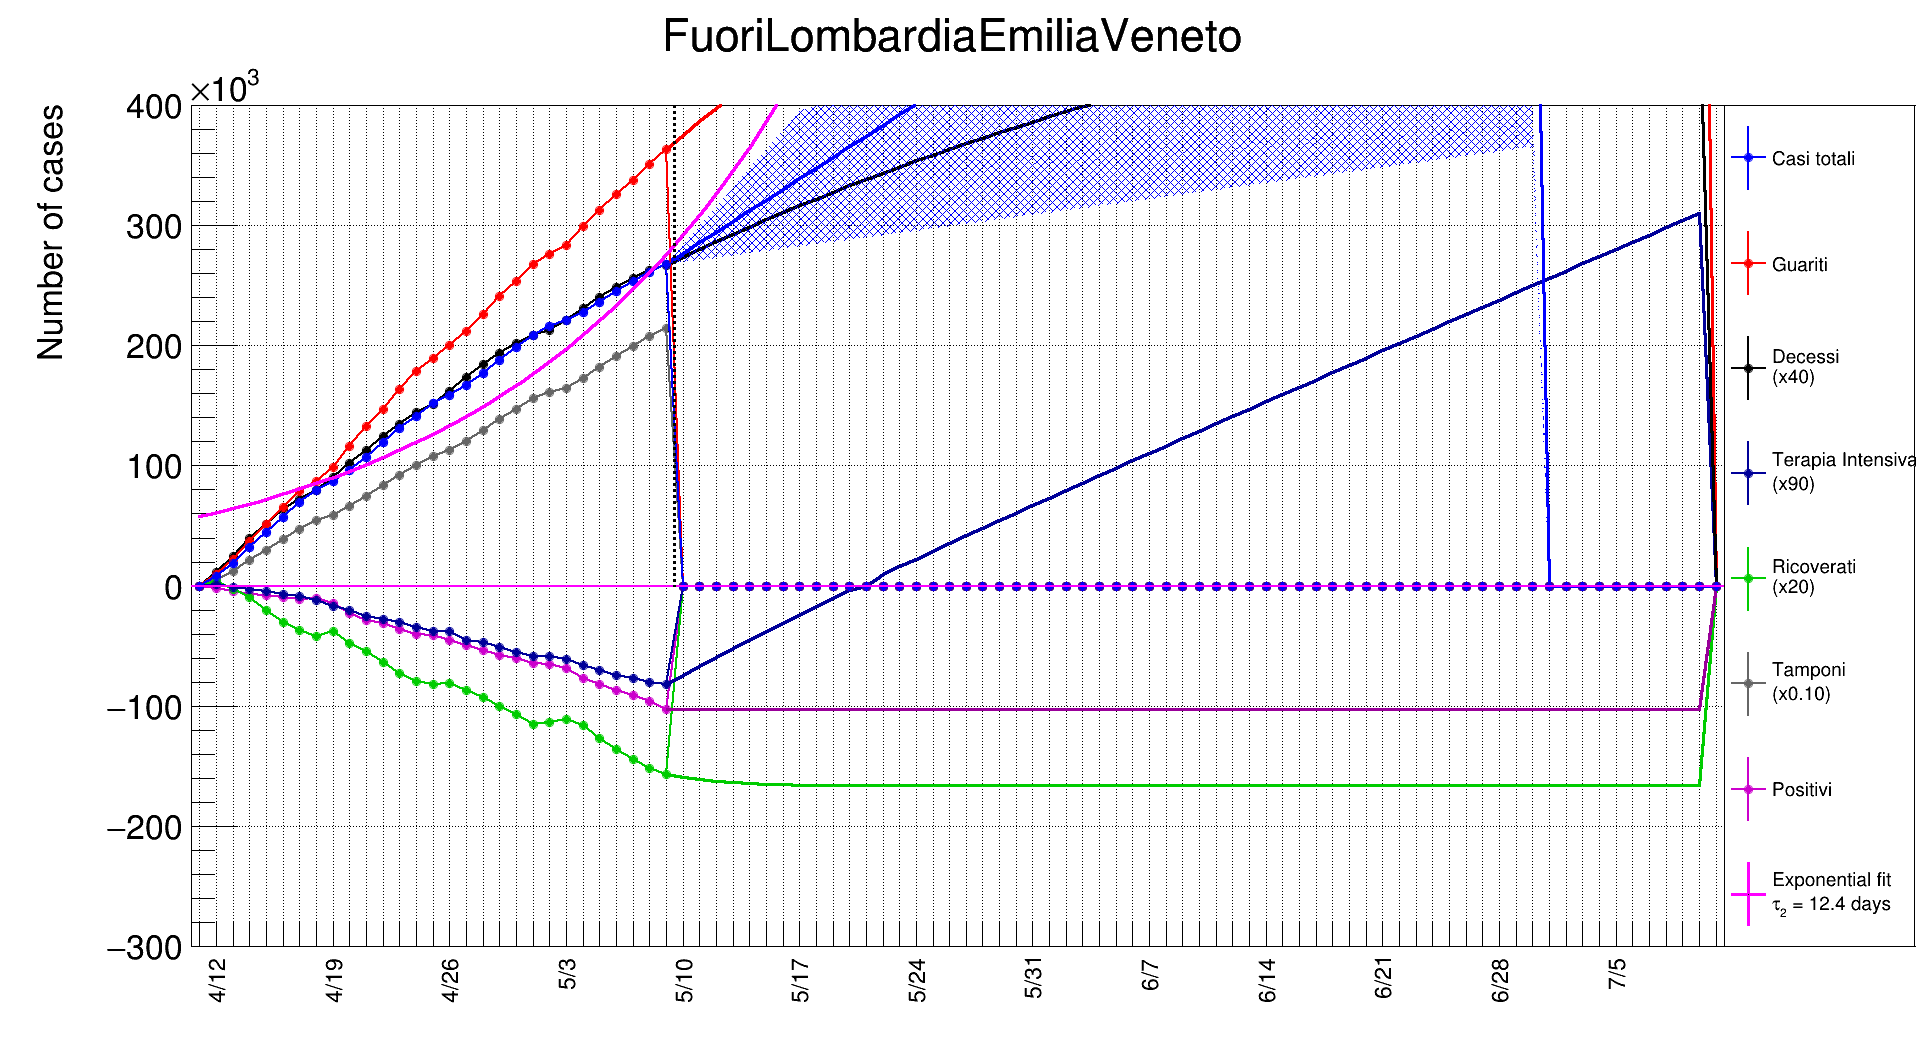 FuoriLombardiaEmiliaVeneto
×10³
Number of cases
400
300
200
100
0
−100
−200
−300
4/12
4/19
4/26
5/3
5/10
5/17
5/24
5/31
6/7
6/14
6/21
6/28
7/5
Casi totali
Guariti
Decessi
(x40)
Terapia Intensiva
(x90)
Ricoverati
(x20)
Tamponi
(x0.10)
Positivi
Exponential fit
τ₂ = 12.4 days